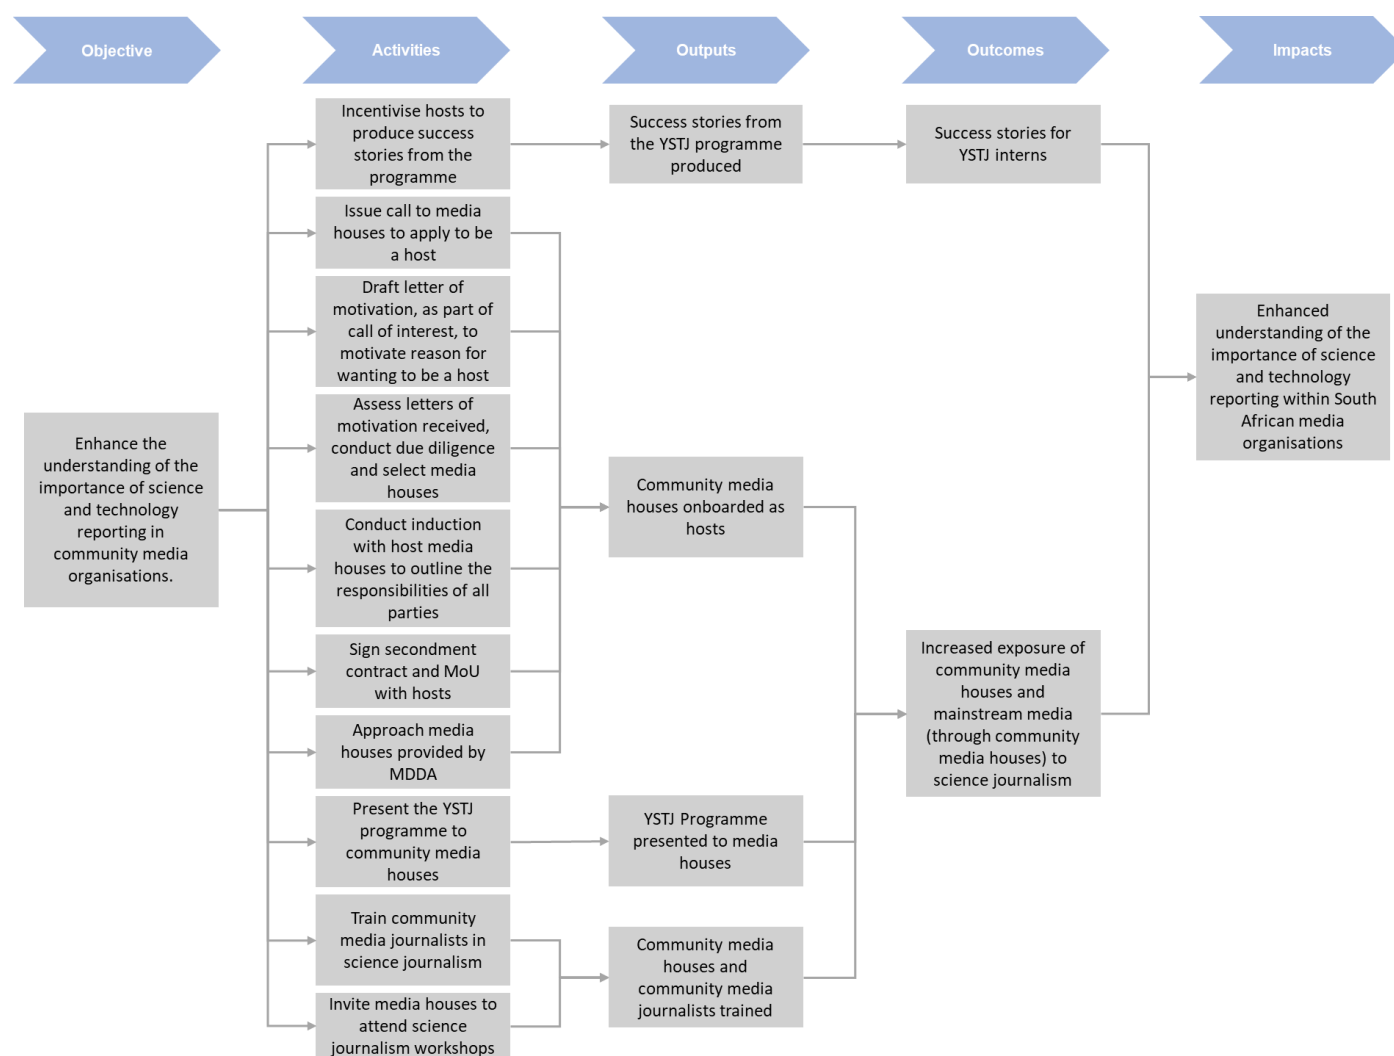 Objective
Activities
Outputs
Outcomes
Impacts
Enhance the
understanding of the
importance of science
and technology
reporting in
community media
organisations.
Incentivise hosts to
produce success
stories from the
programme
Issue call to media
houses to apply to be
a host
Draft letter of
motivation, as part of
call of interest, to
motivate reason for
wanting to be a host
Assess letters of
motivation received,
conduct due diligence
and select media
houses
Conduct induction
with host media
houses to outline the
responsibilities of all
parties
Sign secondment
contract and MoU
with hosts
Approach media
houses provided by
MDDA
Present the YSTJ
programme to
community media
houses
Train community
media journalists in
science journalism
Invite media houses to
attend science
journalism workshops
Success stories from
the YSTJ programme
produced
Community media
houses onboarded as
hosts
YSTJ Programme
presented to media
houses
Community media
houses and
community media
journalists trained
Success stories for
YSTJ interns
Increased exposure of
community media
houses and
mainstream media
(through community
media houses) to
science journalism
Enhanced
understanding of the
importance of science
and technology
reporting within South
African media
organisations